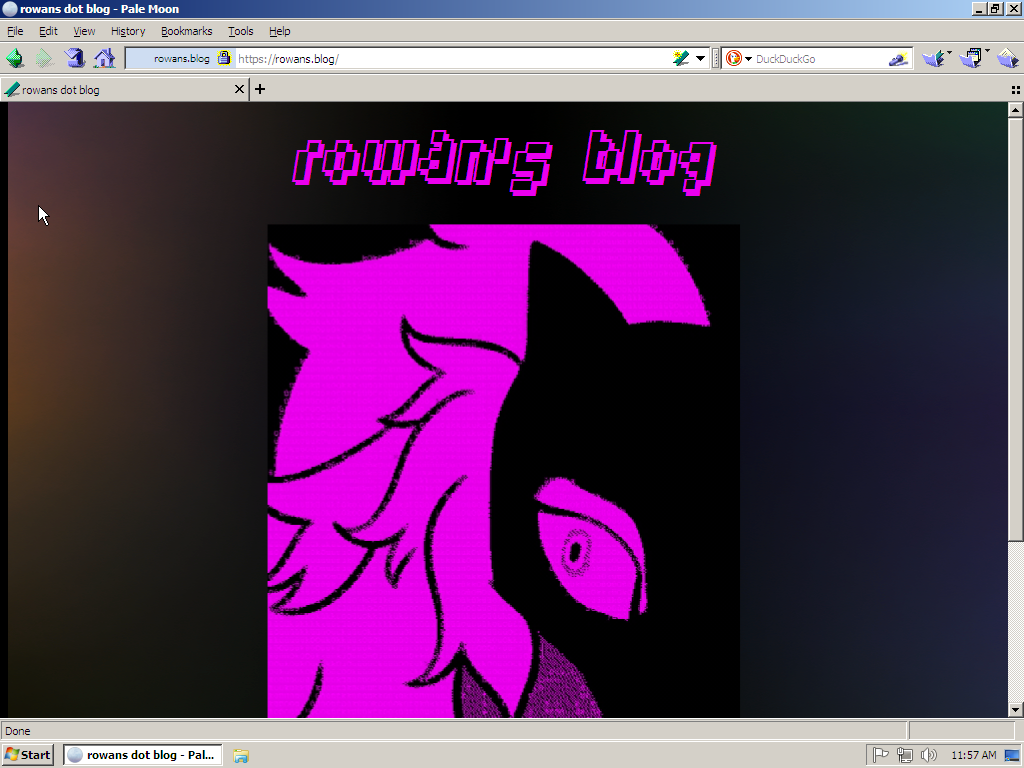 rowans dot blog - Pale Moon
File Edit View History Bookmarks Tools Help
rowans.blog https://rowans.blog/ DuckDuckGo
rowans dot blog
rowan's blog
Done
Start rowans dot blog - Pal... 11:57 AM